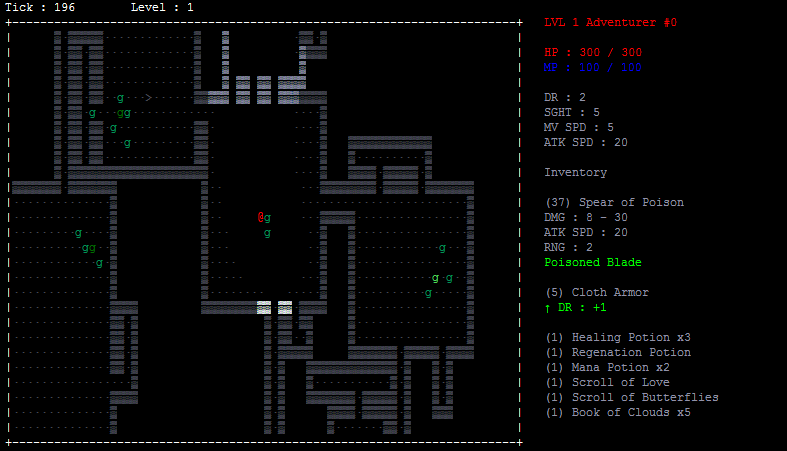 Tick : 196 Level : 1
LVL 1 Adventurer #0
HP : 300 / 300
MP : 100 / 100
DR : 2
SGHT : 5
MV SPD : 5
ATK SPD : 20
Inventory
(37) Spear of Poison
DMG : 8 - 30
ATK SPD : 20
RNG : 2
Poisoned Blade
(5) Cloth Armor
↑ DR : +1
(1) Healing Potion x3
(1) Regenation Potion
(1) Mana Potion x2
(1) Scroll of Love
(1) Scroll of Butterflies
(1) Book of Clouds x5